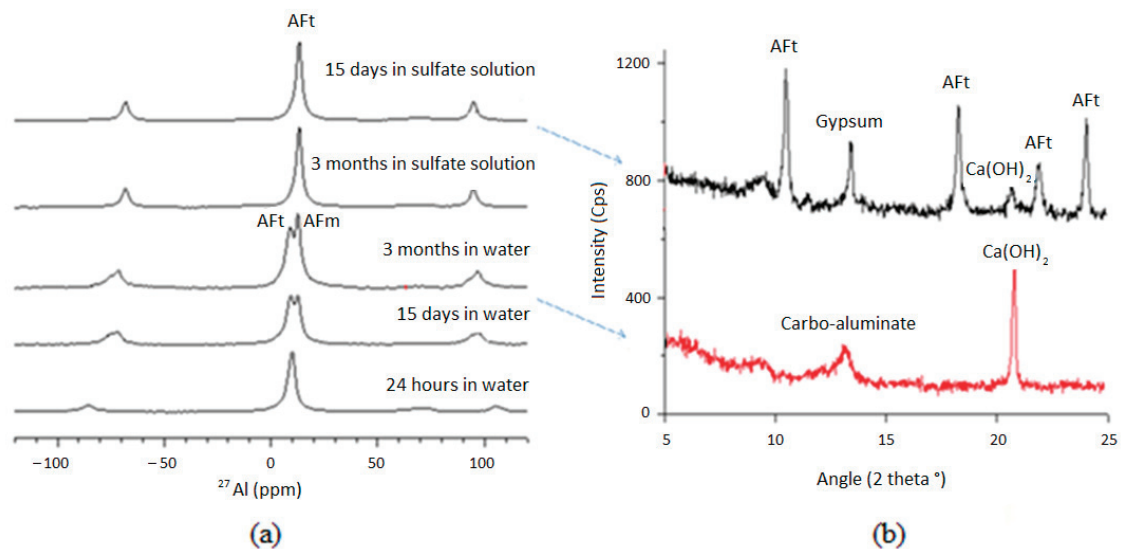 AFt
15 days in sulfate solution
3 months in sulfate solution
AFt AFm
3 months in water
15 days in water
24 hours in water
−100 −50 0 50 100
²⁷Al (ppm)
(a)
Intensity (Cps)
1200
800
400
0
AFt
Gypsum
AFt
Ca(OH)₂
AFt
AFt
Ca(OH)₂
Carbo-aluminate
5 10 15 20 25
Angle (2 theta °)
(b)